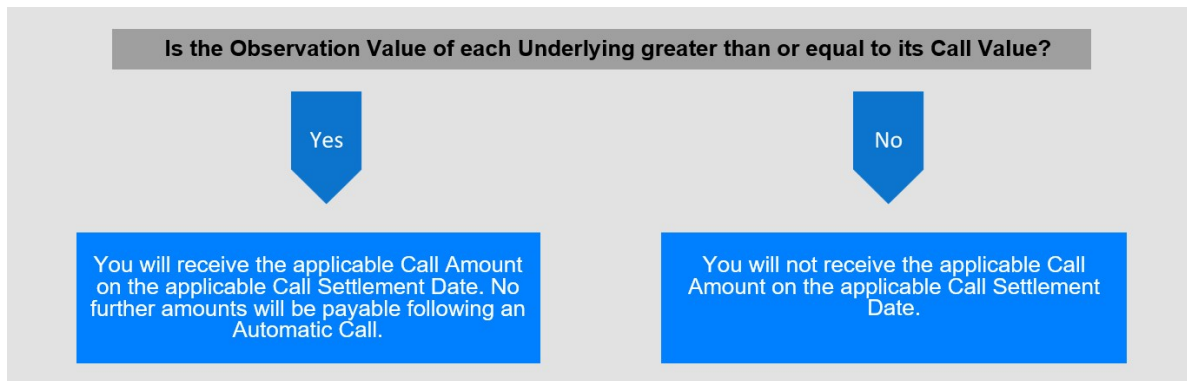 Is the Observation Value of each Underlying greater than or equal to its Call Value?
Yes
No
You will receive the applicable Call Amount
on the applicable Call Settlement Date. No
further amounts will be payable following an
Automatic Call.
You will not receive the applicable Call
Amount on the applicable Call Settlement
Date.